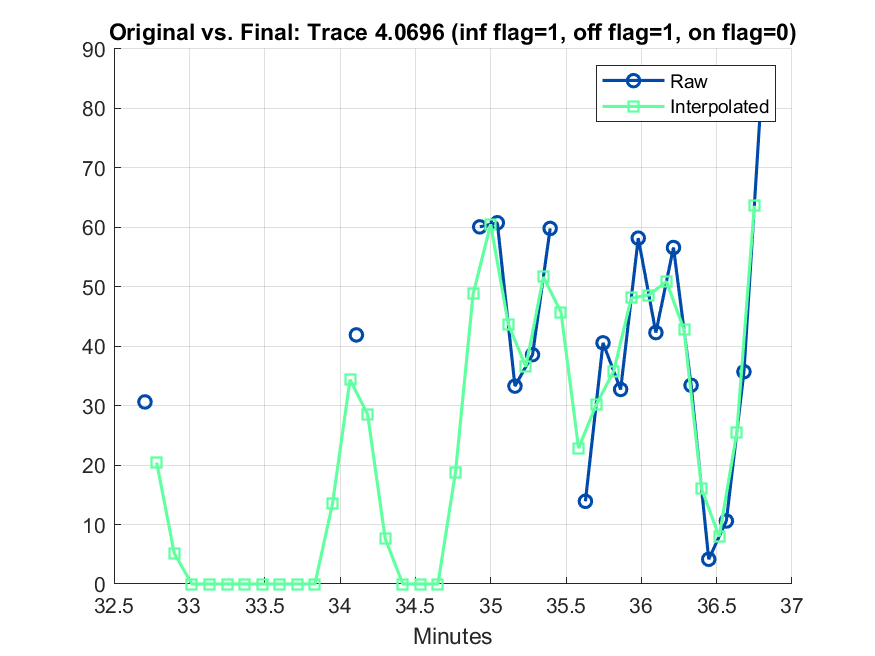 Original vs. Final: Trace 4.0696 (inf flag=1, off flag=1, on flag=0)
90
80
70
60
50
40
30
20
10
0
Raw
Interpolated
32.5 33 33.5 34 34.5 35 35.5 36 36.5 37
Minutes